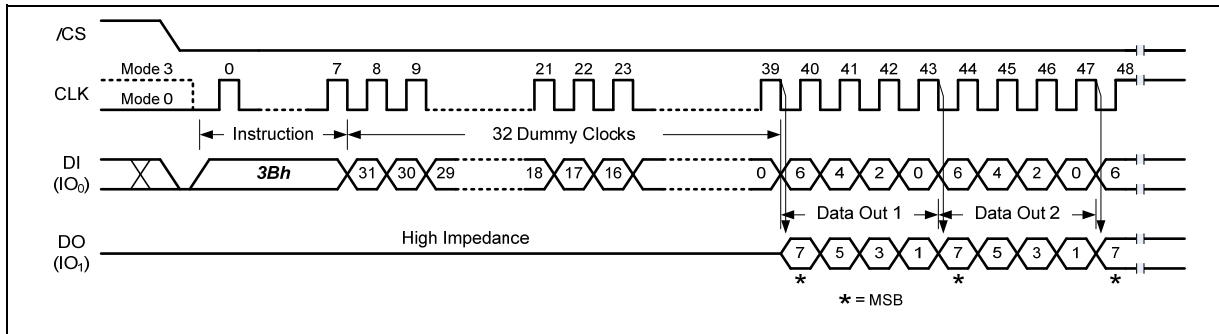 /CS
Mode 3 0 7 8 9 21 22 23 39 40 41 42 43 44 45 46 47 48
CLK Mode 0
Instruction 32 Dummy Clocks
DI (IO0) 3Bh 31 30 29 18 17 16 0 6 4 2 0 6 4 2 0 6
Data Out 1 Data Out 2
High Impedance
DO (IO1) 7 5 3 1 7 5 3 1 7
* * *
* = MSB